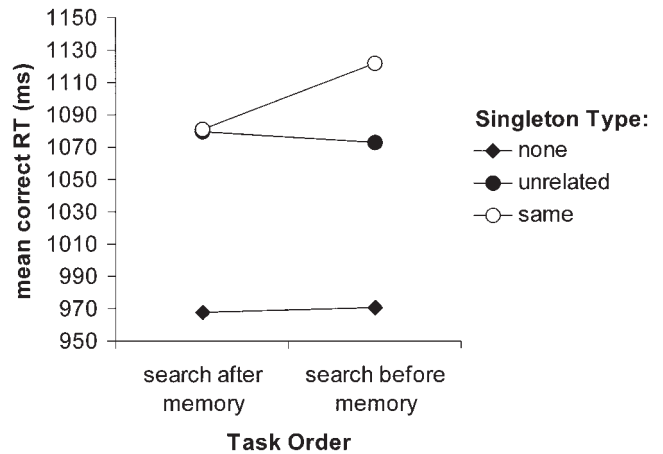 1150
1130
1110
1090
1070
1050
1030
1010
990
970
950
mean correct RT (ms)
search after
memory
search before
memory
Task Order
Singleton Type:
none
unrelated
same